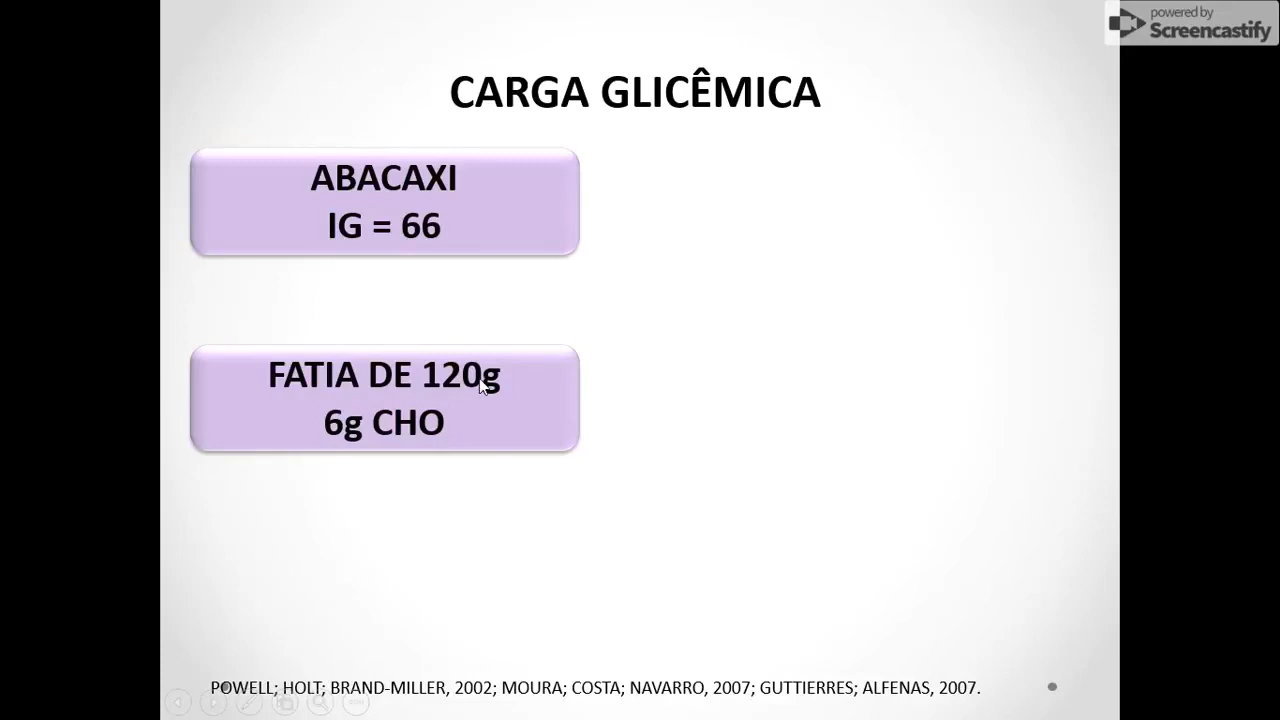 powered by
Screencastify
CARGA GLICÊMICA
ABACAXI
IG = 66
FATIA DE 120g
6g CHO
POWELL; HOLT; BRAND-MILLER, 2002; MOURA; COSTA; NAVARRO, 2007; GUTTIERRES; ALFENAS, 2007.